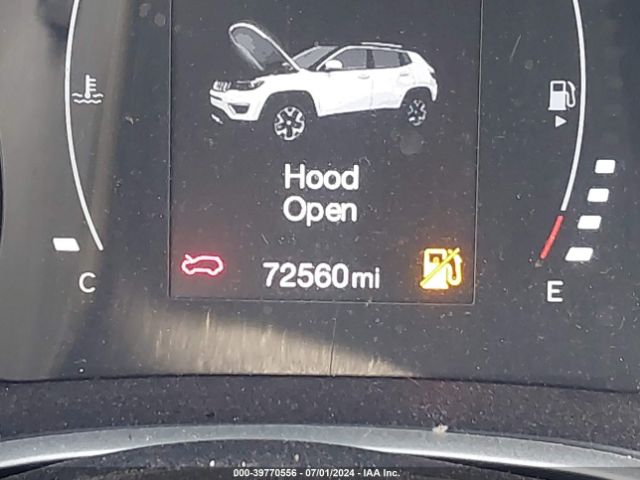 Hood
Open
72560mi
C
E
000-39770556 - 07/01/2024 - IAA Inc.